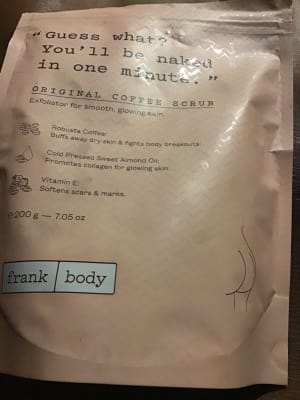 "Guess what?
You'll be naked
in one minute."
ORIGINAL COFFEE SCRUB
Exfoliator for smooth, glowing skin.
Robusta Coffee:
Buffs away dry skin & fights body breakouts.
Cold Pressed Sweet Almond Oil:
Promotes collagen for glowing skin.
Vitamin E:
Softens scars & marks.
℮200 g — 7.05 oz
frank body